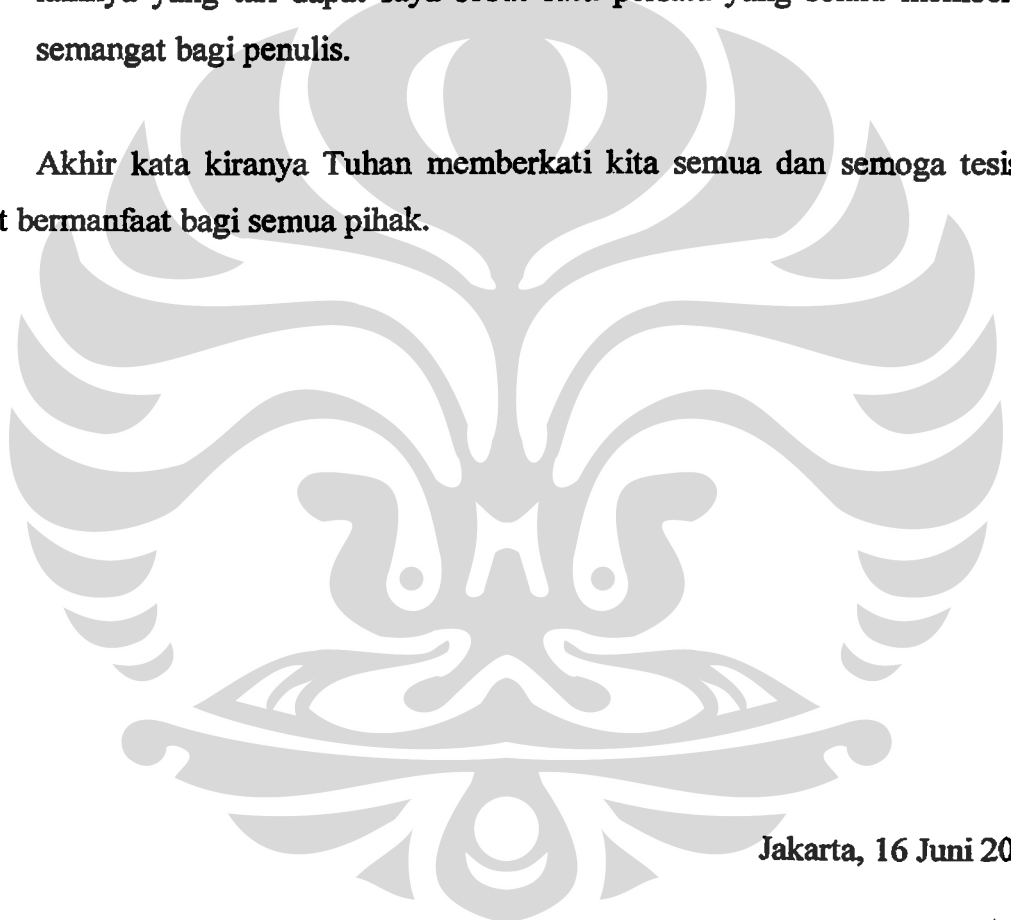 semangat bagi penulis.
Akhir kata kiranya Tuhan memberkati kita semua dan semoga tesis
t bermanfaat bagi semua pihak.
Jakarta, 16 Juni 20